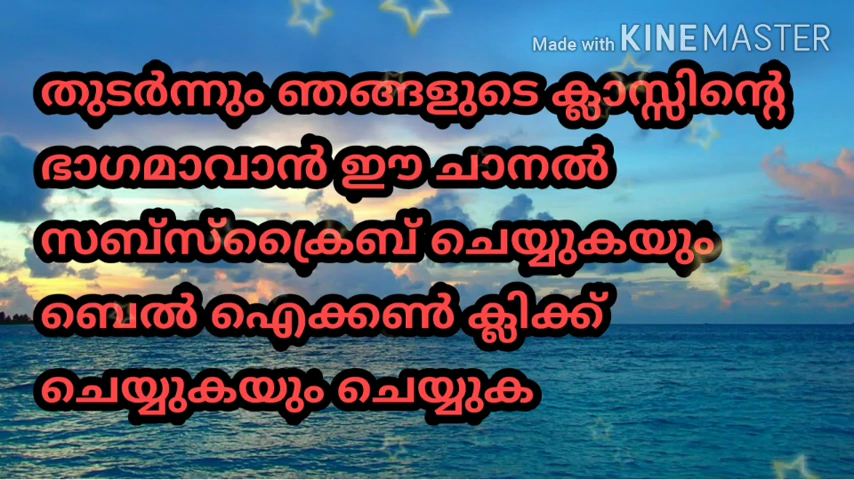 Made with KINEMASTER
തുടർന്നും ഞങ്ങളുടെ ക്ലാസ്സിന്റെ
ഭാഗമാവാൻ ഈ ചാനൽ
സബ്സ്ക്രൈബ് ചെയ്യുകയും
ബെൽ ഐക്കൺ ക്ലിക്ക്
ചെയ്യുകയും ചെയ്യുക